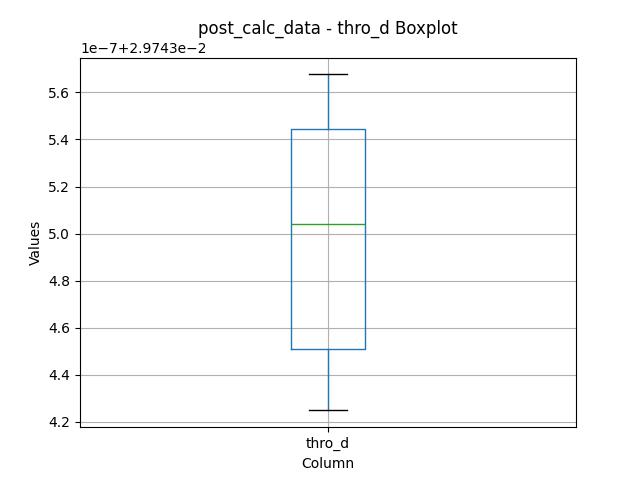 post_calc_data - thro_d Boxplot
1e−7+2.9743e−2
5.6
5.4
5.2
5.0
4.8
4.6
4.4
4.2
Values
thro_d
Column